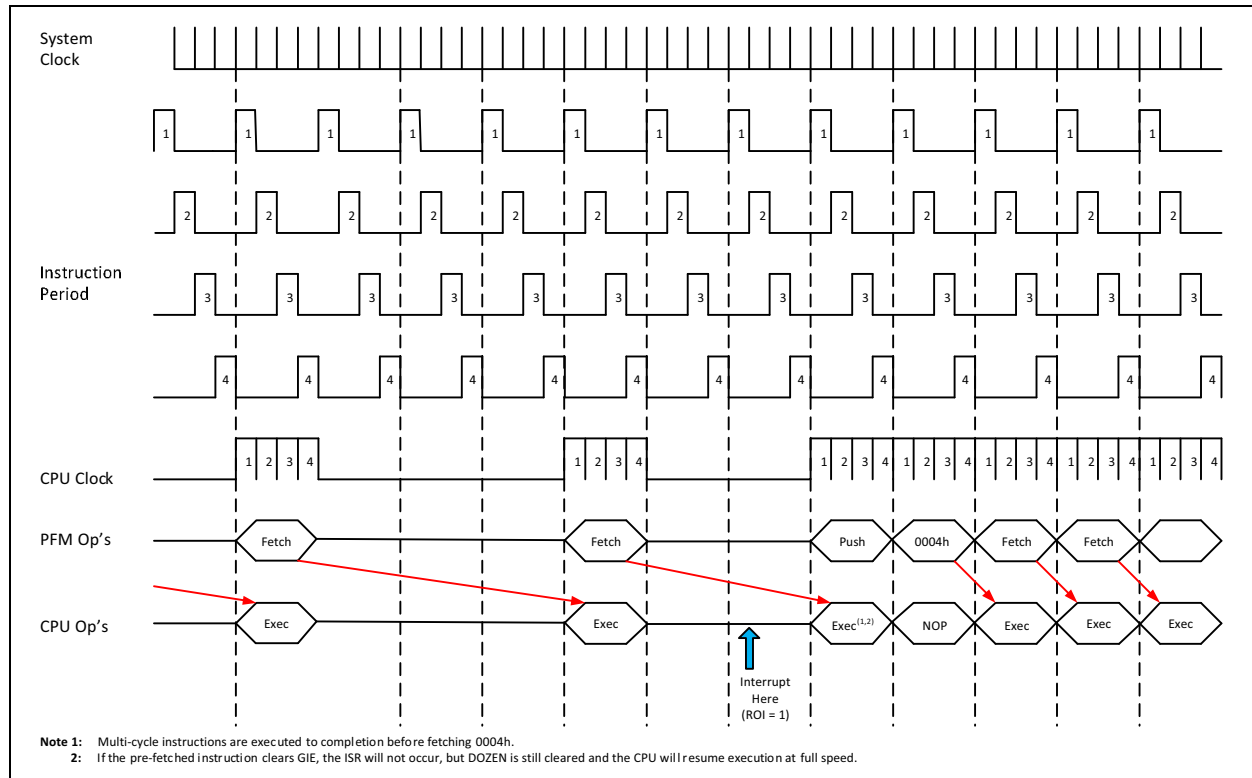 System
Clock
1 1 1 1 1 1 1 1 1 1 1 1 1
2 2 2 2 2 2 2 2 2 2 2 2 2
Instruction
Period
3 3 3 3 3 3 3 3 3 3 3 3 3
4 4 4 4 4 4 4 4 4 4 4 4 4
CPU Clock
1 2 3 4 1 2 3 4 1 2 3 4 1 2 3 4 1 2 3 4 1 2 3 4 1 2 3 4
PFM Op's
Fetch Fetch Push 0004h Fetch Fetch
CPU Op's
Exec Exec Exec(1,2) NOP Exec Exec Exec
Interrupt
Here
(ROI = 1)
Note 1: Multi-cycle instructions are executed to completion before fetching 0004h.
2: If the pre-fetched instruction clears GIE, the ISR will not occur, but DOZEN is still cleared and the CPU will resume execution at full speed.